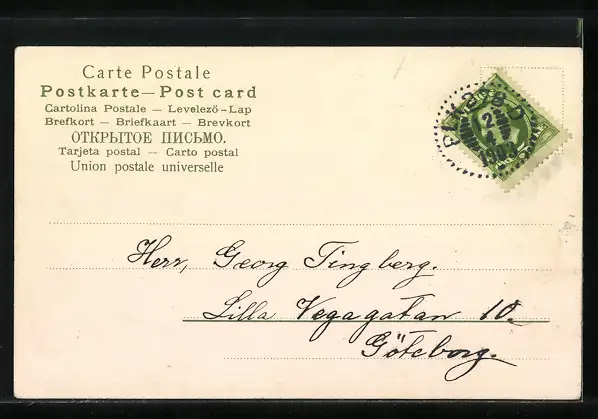 Carte Postale
Postkarte — Post card
Cartolina Postale — Levelezö-Lap
Brefkort — Briefkaart — Brevkort
ОТКРЫТОЕ ПИСЬМО.
Tarjeta postal — Carto postal
Union postale universelle
Herr, Georg Tingberg.
Lilla Vegagatan 10.
Göteborg.